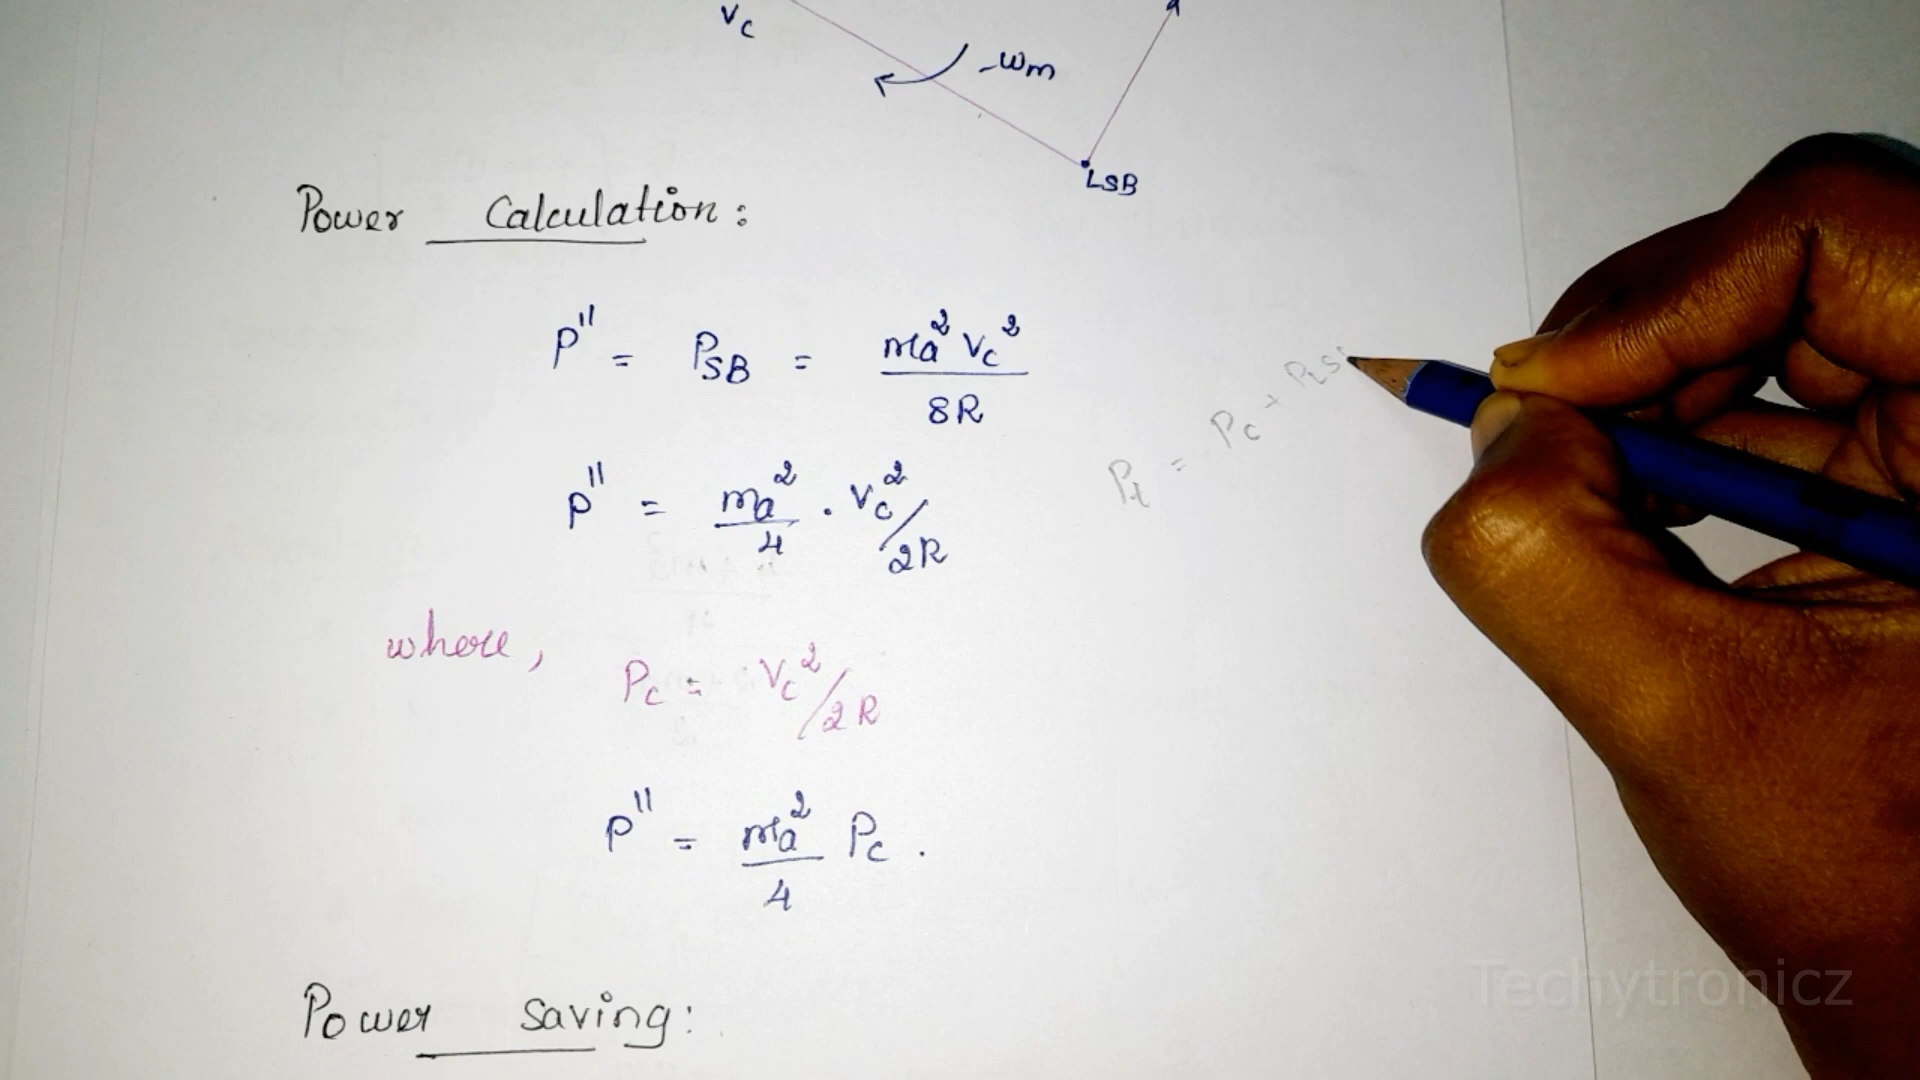 Vc
-ωm
LSB
Power Calculation:
P'' = PSB = ma² Vc² / 8R
Pt = Pc + PLS
P'' = ma²/4 . Vc²/2R
where,
Pc = Vc²/2R
P'' = ma²/4 Pc .
Power saving:
Techytronicz